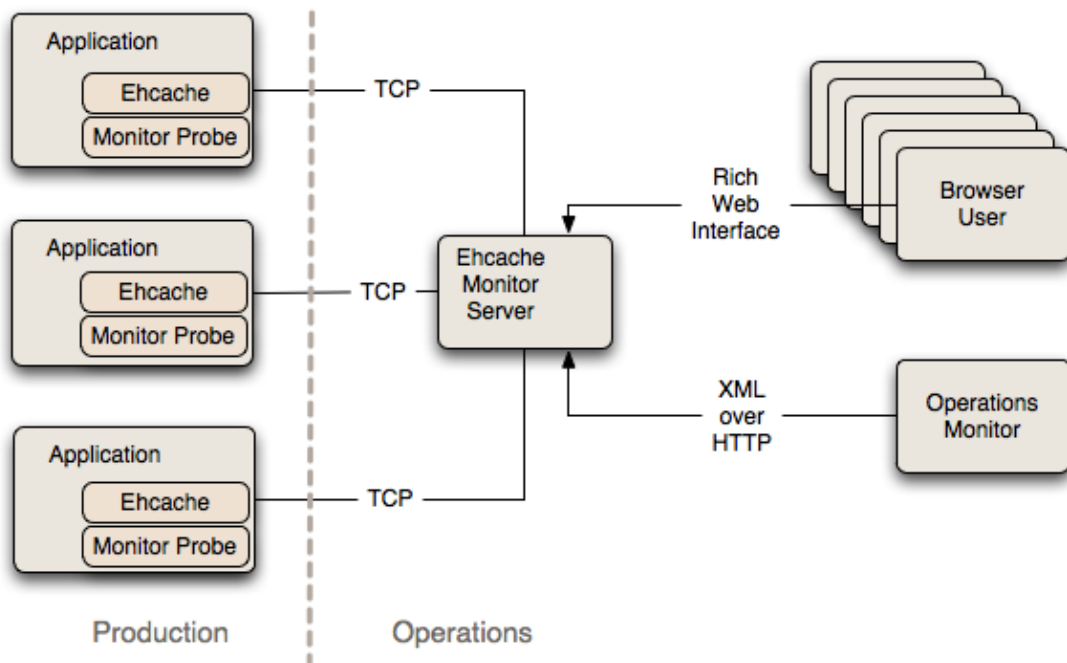 Application
Ehcache
Monitor Probe
TCP
Application
Ehcache
Monitor Probe
TCP
Application
Ehcache
Monitor Probe
TCP
Ehcache
Monitor
Server
Rich
Web
Interface
Browser
User
XML
over
HTTP
Operations
Monitor
Production
Operations